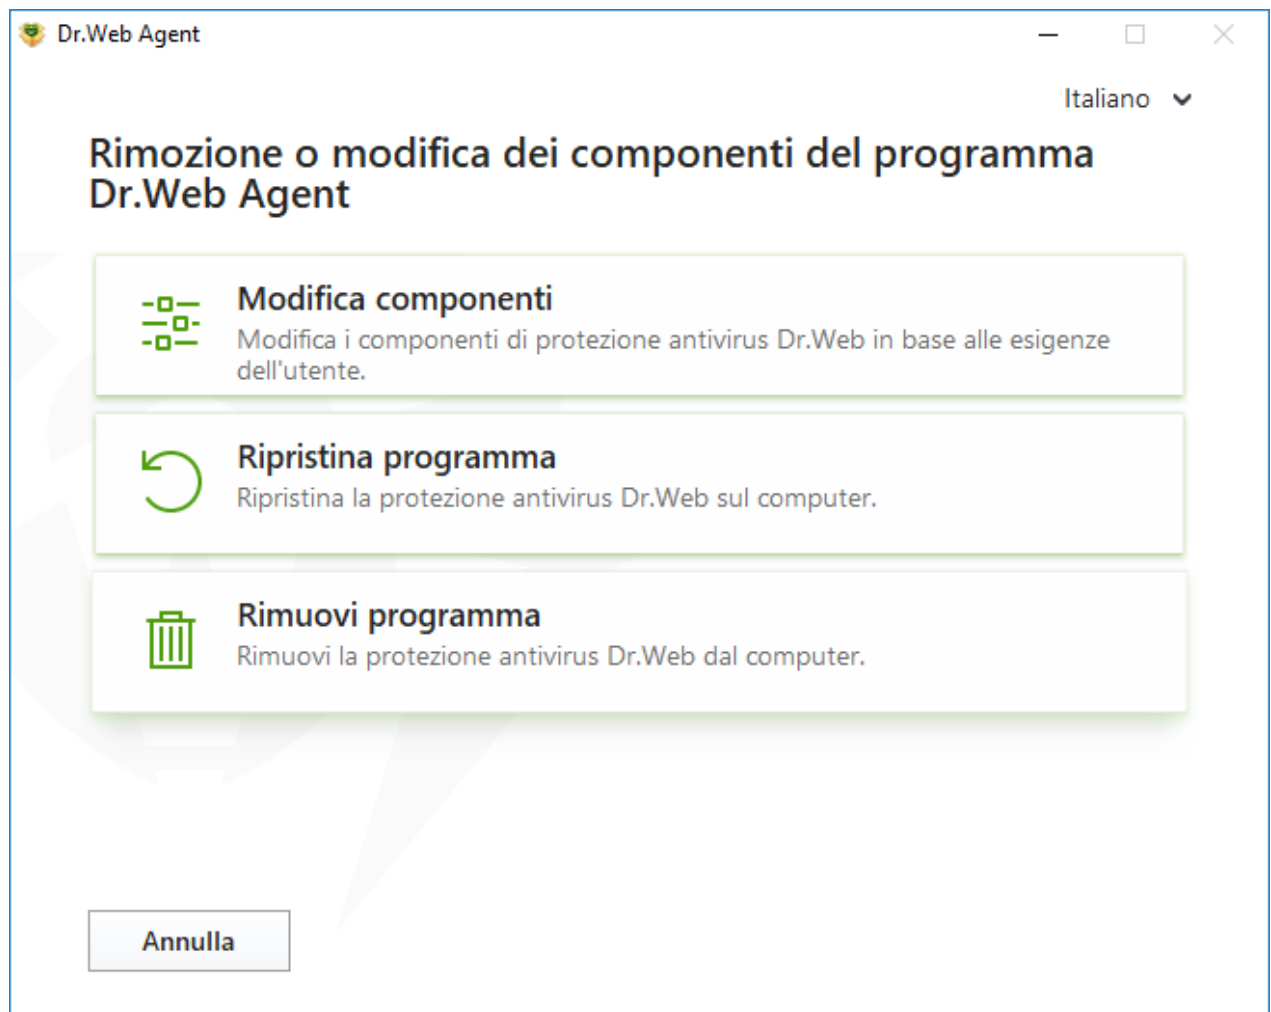 Dr.Web Agent
Italiano
Rimozione o modifica dei componenti del programma
Dr.Web Agent
Modifica componenti
Modifica i componenti di protezione antivirus Dr.Web in base alle esigenze
dell'utente.
Ripristina programma
Ripristina la protezione antivirus Dr.Web sul computer.
Rimuovi programma
Rimuovi la protezione antivirus Dr.Web dal computer.
Annulla